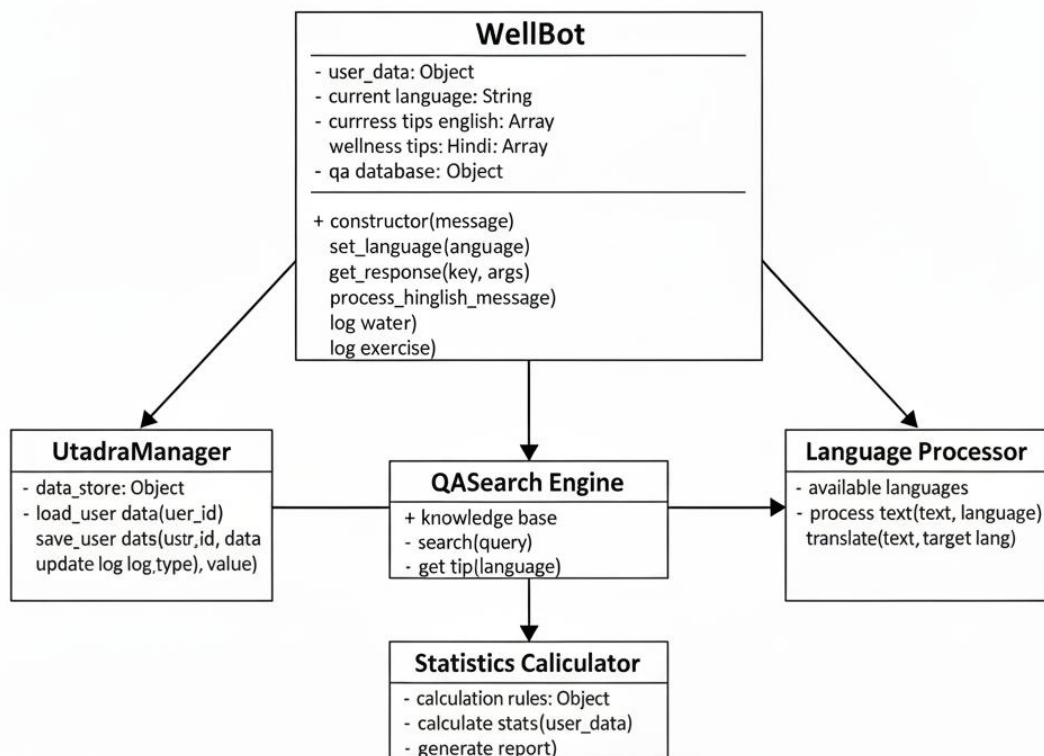 WellBot
- user_data: Object
- current language: String
- currress tips english: Array
wellness tips: Hindi: Array
- qa database: Object
+ constructor(message)
set_language(anguage)
get_response(key, args)
process_hinglish_message)
log water)
log exercise)
UtadraManager
- data_store: Object
- load_user data(uer_id)
save_user dats(ustr,id, data
update log log,type), value)
QASearch Engine
+ knowledge base
- search(query)
- get tip(language)
Language Processor
- available languages
- process text(text, language)
translate(text, target lang)
Statistics Caliculator
- calculation rules: Object
- calculate stats(user_data)
- generate report)